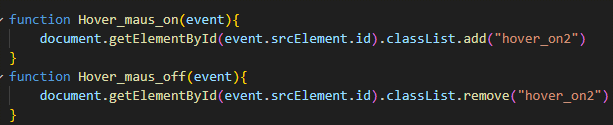 function Hover_maus_on(event){
    document.getElementById(event.srcElement.id).classList.add("hover_on2")
}
function Hover_maus_off(event){
    document.getElementById(event.srcElement.id).classList.remove("hover_on2")
}